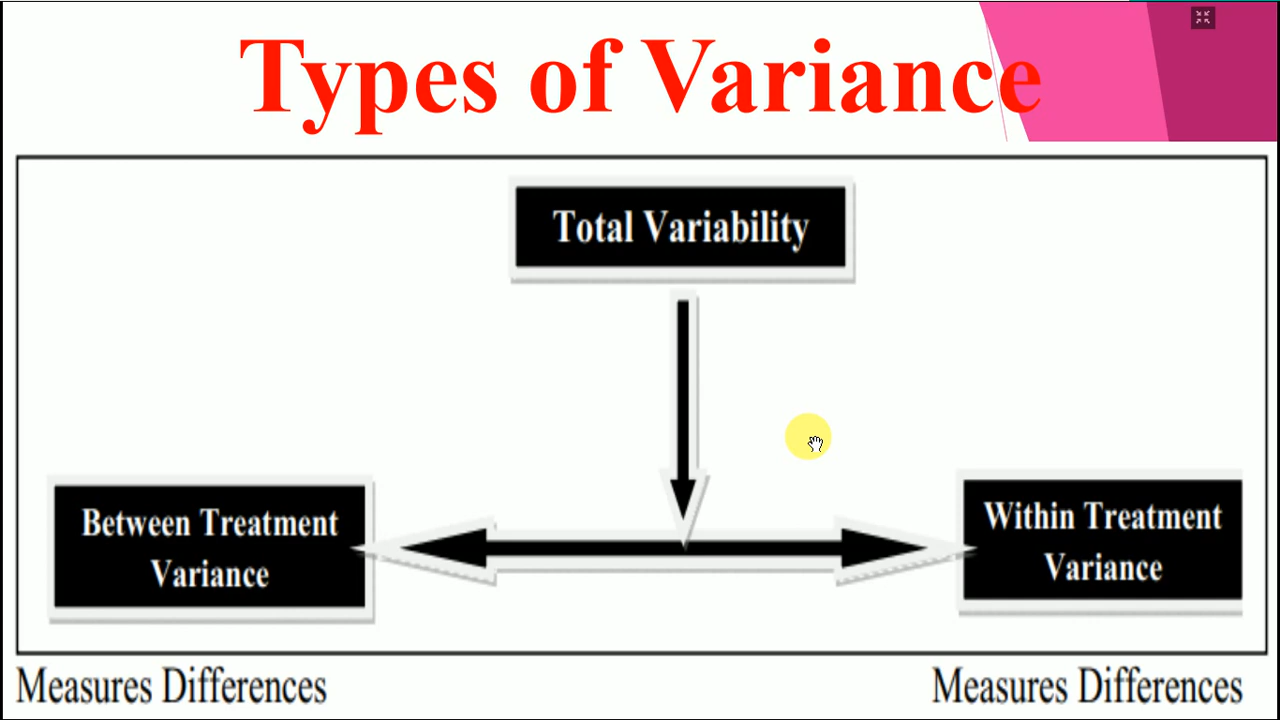 Types of Variance
Total Variability
Between Treatment
Variance
Within Treatment
Variance
Measures Differences
Measures Differences